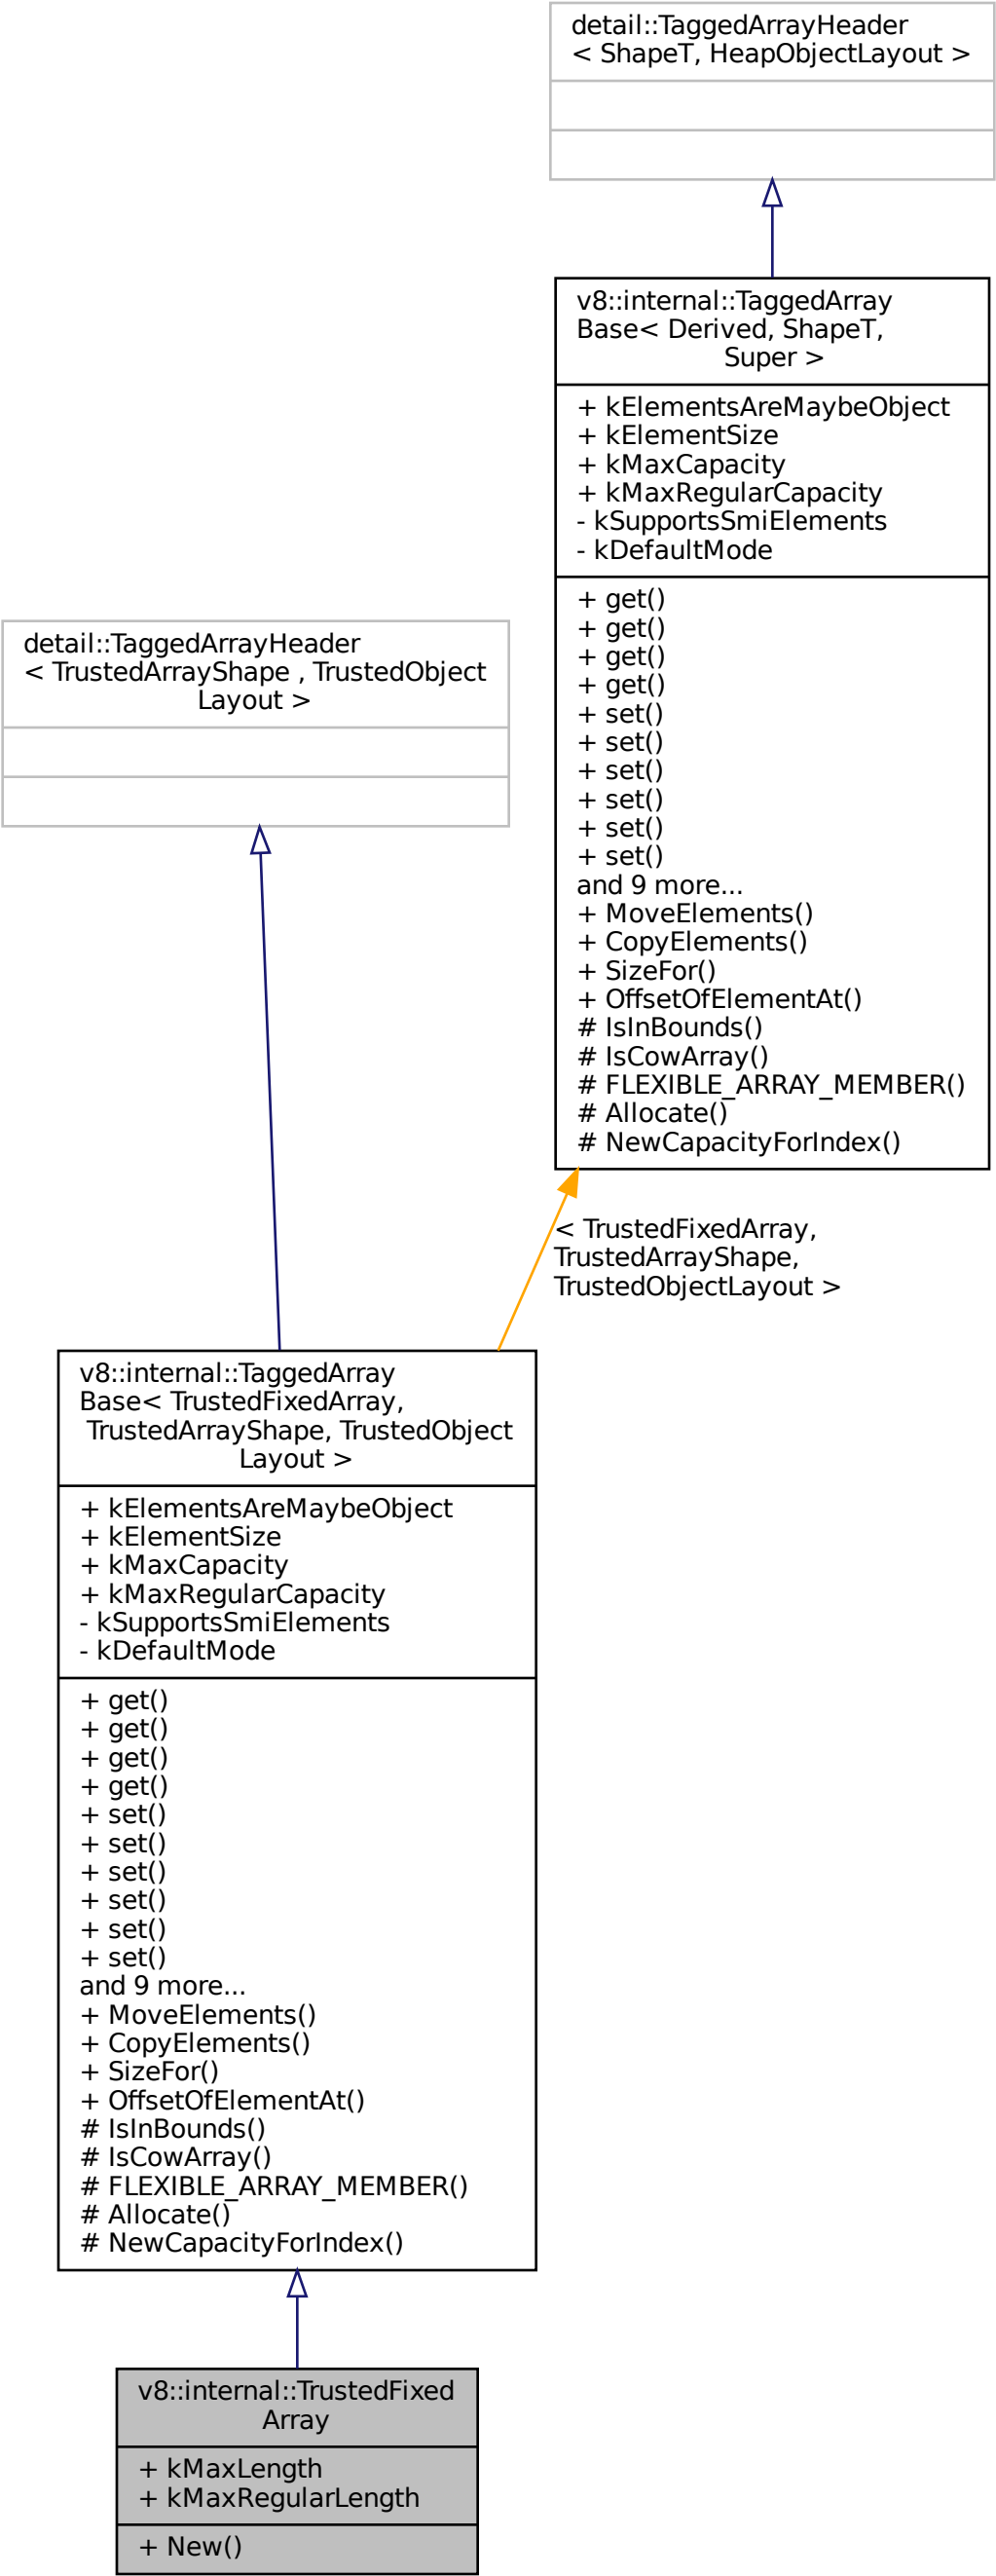 detail::TaggedArrayHeader
< ShapeT, HeapObjectLayout >
v8::internal::TaggedArray
Base< Derived, ShapeT,
Super >
+ kElementsAreMaybeObject
+ kElementSize
+ kMaxCapacity
+ kMaxRegularCapacity
- kSupportsSmiElements
- kDefaultMode
+ get()
+ get()
+ get()
+ get()
+ set()
+ set()
+ set()
+ set()
+ set()
+ set()
and 9 more...
+ MoveElements()
+ CopyElements()
+ SizeFor()
+ OffsetOfElementAt()
# IsInBounds()
# IsCowArray()
# FLEXIBLE_ARRAY_MEMBER()
# Allocate()
# NewCapacityForIndex()
detail::TaggedArrayHeader
< TrustedArrayShape , TrustedObject
Layout >
< TrustedFixedArray,
TrustedArrayShape,
TrustedObjectLayout >
v8::internal::TaggedArray
Base< TrustedFixedArray,
TrustedArrayShape, TrustedObject
Layout >
+ kElementsAreMaybeObject
+ kElementSize
+ kMaxCapacity
+ kMaxRegularCapacity
- kSupportsSmiElements
- kDefaultMode
+ get()
+ get()
+ get()
+ get()
+ set()
+ set()
+ set()
+ set()
+ set()
+ set()
and 9 more...
+ MoveElements()
+ CopyElements()
+ SizeFor()
+ OffsetOfElementAt()
# IsInBounds()
# IsCowArray()
# FLEXIBLE_ARRAY_MEMBER()
# Allocate()
# NewCapacityForIndex()
v8::internal::TrustedFixed
Array
+ kMaxLength
+ kMaxRegularLength
+ New()